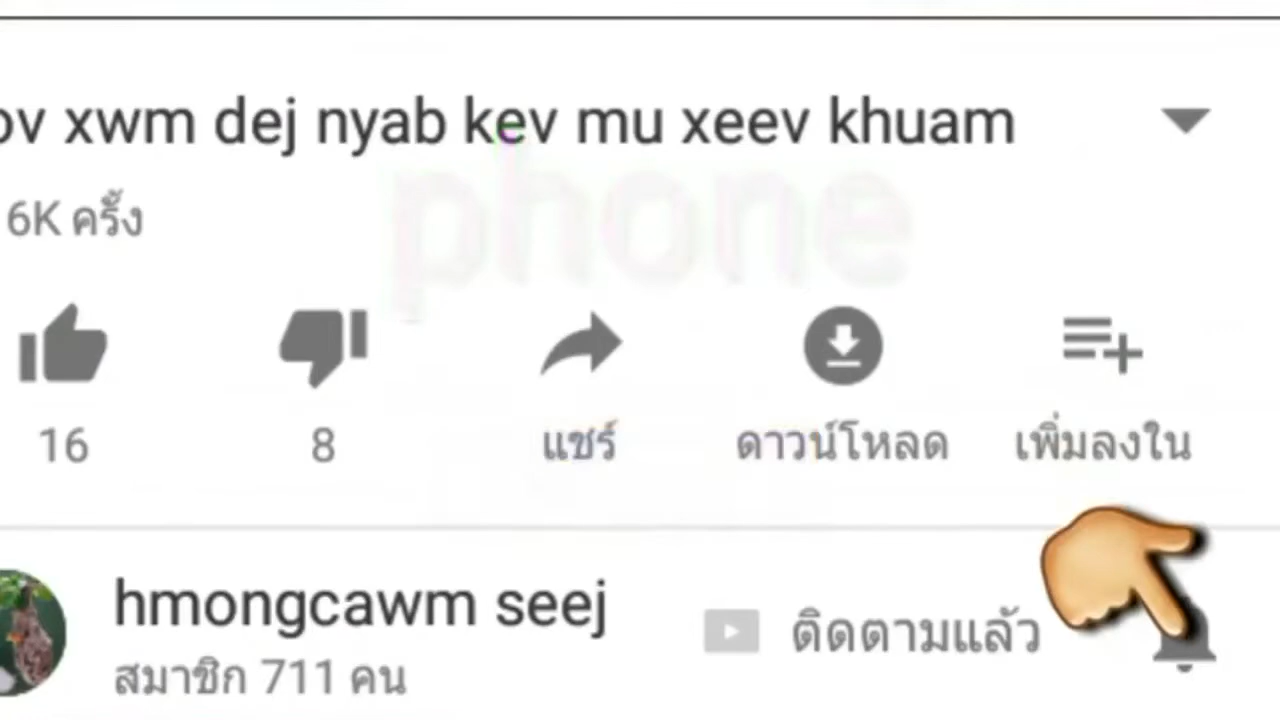 xwm dej nyab kev mu xeev khuam
phone
6K ครั้ง
16 8 แชร์ ดาวน์โหลด เพิ่มลงใน
hmongcawm seej
ติดตามแล้ว
สมาชิก 711 คน